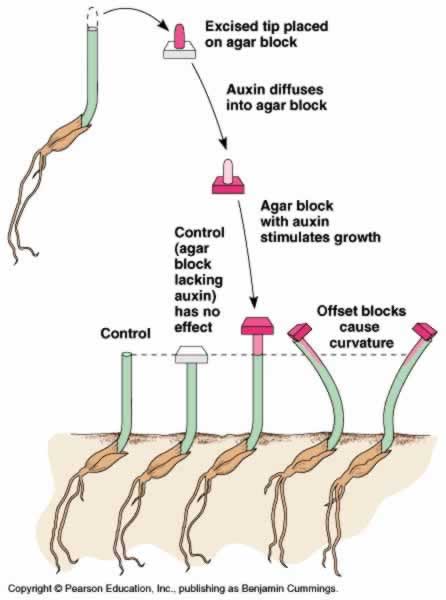 Excised tip placed
on agar block
Auxin diffuses
into agar block
Agar block
with auxin
stimulates growth
Control
(agar
block
lacking
auxin)
has no
effect
Control
Offset blocks
cause
curvature
Copyright © Pearson Education, Inc., publishing as Benjamin Cummings.